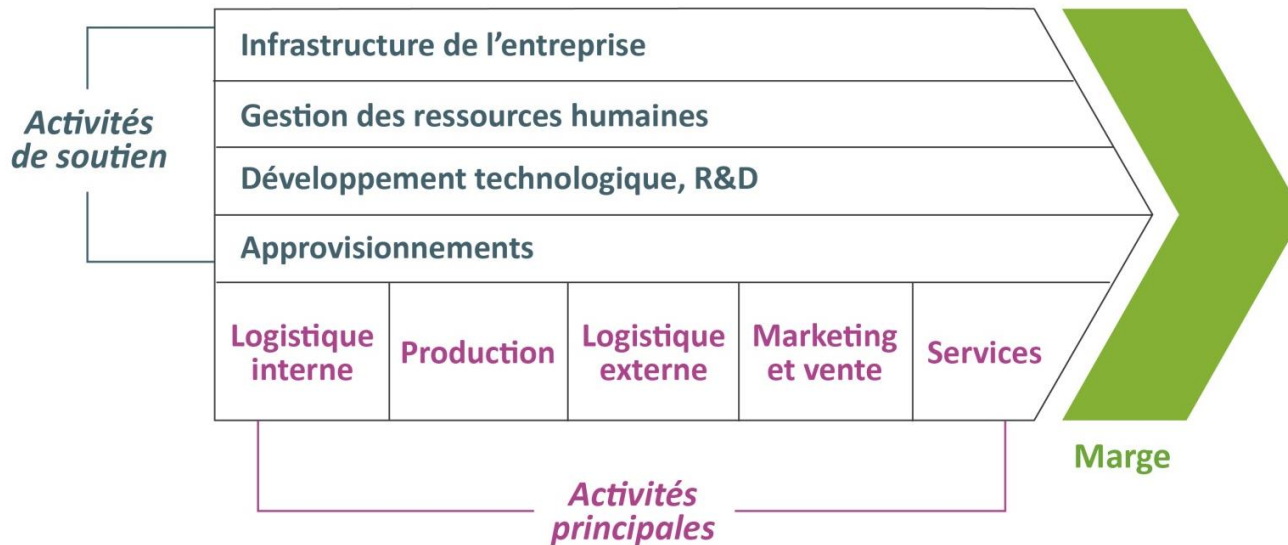 Infrastructure de l’entreprise
Gestion des ressources humaines
Activités
de soutien
Développement technologique, R&D
Approvisionnements
Logistique
interne
Production
Logistique
externe
Marketing
et vente
Services
Marge
Activités
principales